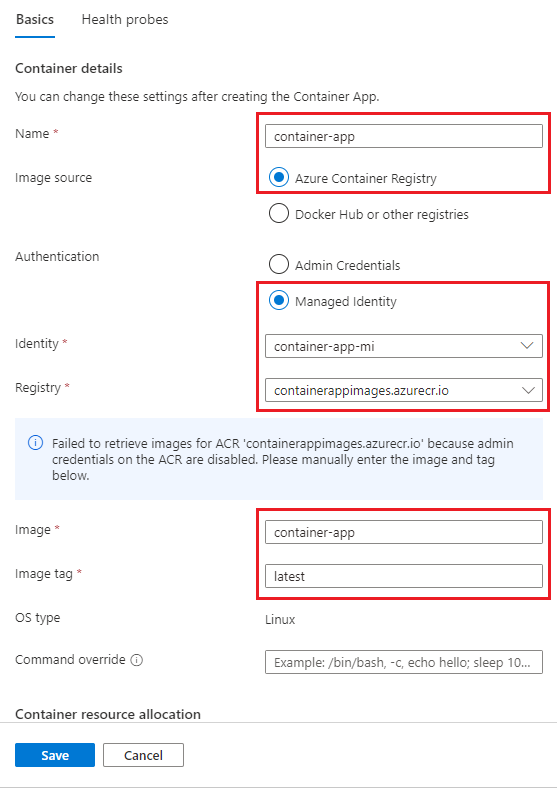 Basics Health probes
Container details
You can change these settings after creating the Container App.
Name *
container-app
Image source
Azure Container Registry
Docker Hub or other registries
Authentication
Admin Credentials
Managed Identity
Identity *
container-app-mi
Registry *
containerappimages.azurecr.io
Failed to retrieve images for ACR 'containerappimages.azurecr.io' because admin
credentials on the ACR are disabled. Please manually enter the image and tag
below.
Image *
container-app
Image tag *
latest
OS type
Linux
Command override
Example: /bin/bash, -c, echo hello; sleep 10...
Container resource allocation
Save Cancel